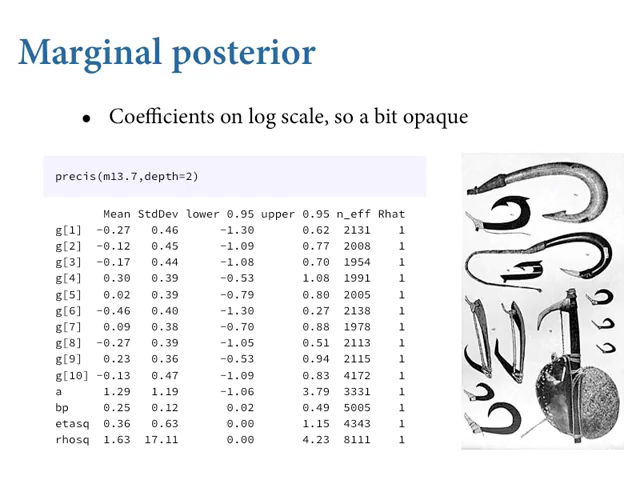 Marginal posterior
• Coefficients on log scale, so a bit opaque
precis(m13.7,depth=2)
Mean StdDev lower 0.95 upper 0.95 n_eff Rhat
g[1] −0.27 0.46 −1.30 0.62 2131 1
g[2] −0.12 0.45 −1.09 0.77 2008 1
g[3] −0.17 0.44 −1.08 0.70 1954 1
g[4] 0.30 0.39 −0.53 1.08 1991 1
g[5] 0.02 0.39 −0.79 0.80 2005 1
g[6] −0.46 0.40 −1.30 0.27 2138 1
g[7] 0.09 0.38 −0.70 0.88 1978 1
g[8] −0.27 0.39 −1.05 0.51 2113 1
g[9] 0.23 0.36 −0.53 0.94 2115 1
g[10] −0.13 0.47 −1.09 0.83 4172 1
a 1.29 1.19 −1.06 3.79 3331 1
bp 0.25 0.12 0.02 0.49 5005 1
etasq 0.36 0.63 0.00 1.15 4343 1
rhosq 1.63 17.11 0.00 4.23 8111 1